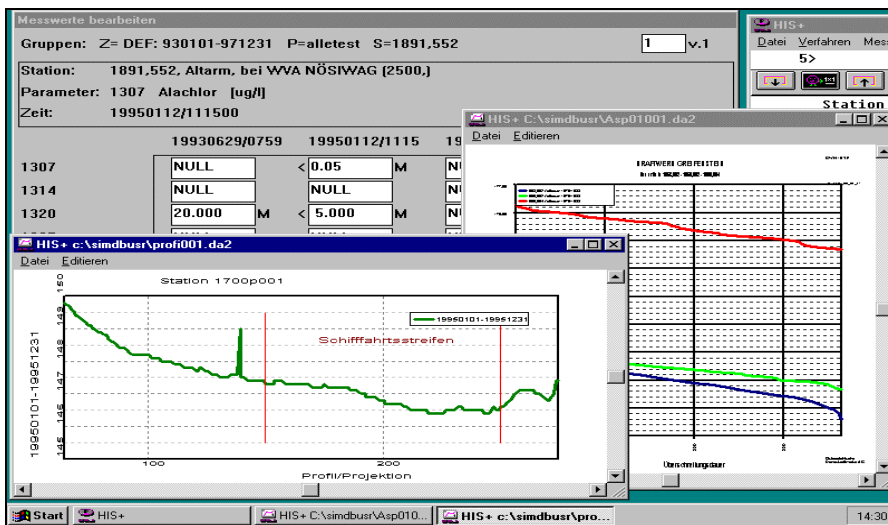 Messwerte bearbeiten
Gruppen: Z= DEF: 930101-971231 P=alletest S=1891,552
1 v.1
Station: 1891,552, Altarm, bei WVA NÖSIWAG (2500,)
Parameter: 1307 Alachlor [ug/l]
Zeit: 19950112/111500
19930629/0759 19950112/1115
1307 NULL < 0.05 M
1314 NULL NULL
1320 20.000 M < 5.000 M
HIS+
Datei Verfahren
5>
Station
HIS+ C:\simdbusr\Asp01001.da2
Datei Editieren
KRAFTWERK GREIFENSTEIN
Überschreitungsdauer
HIS+ c:\simdbusr\profi001.da2
Datei Editieren
Station 1700p001
19950101-19951231
Schifffahrtsstreifen
150
149
148
147
146
145
19950101-19951231
100 200
Profil/Projektion
Start HIS+ HIS+ C:\simdbusr\Asp010... HIS+ c:\simdbusr\pro... 14:30